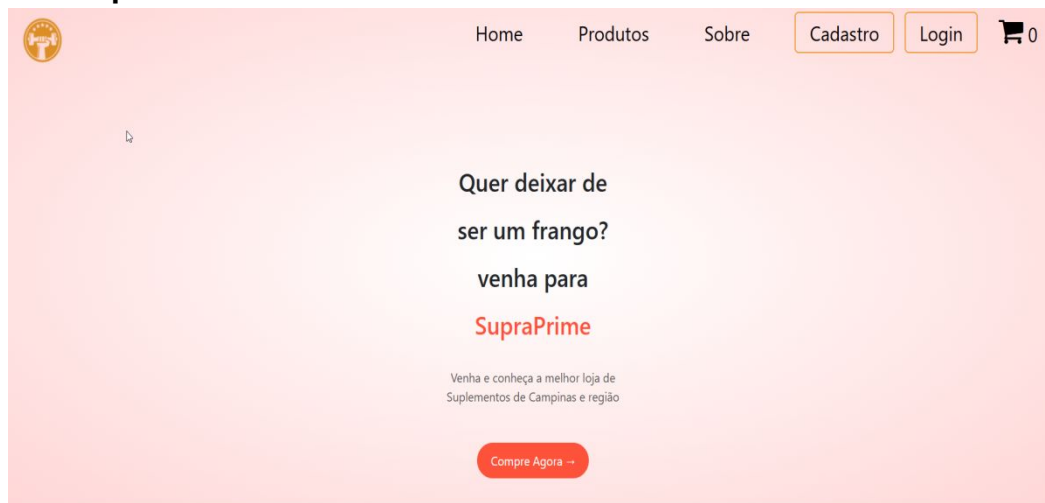 Home Produtos Sobre Cadastro Login 0
Quer deixar de
ser um frango?
venha para
SupraPrime
Venha e conheça a melhor loja de
Suplementos de Campinas e região
Compre Agora →